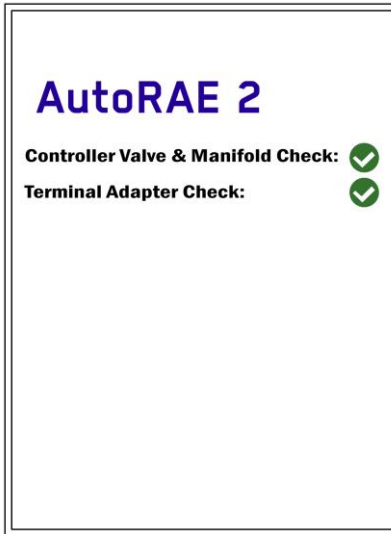 AutoRAE 2
Controller Valve & Manifold Check:
Terminal Adapter Check: